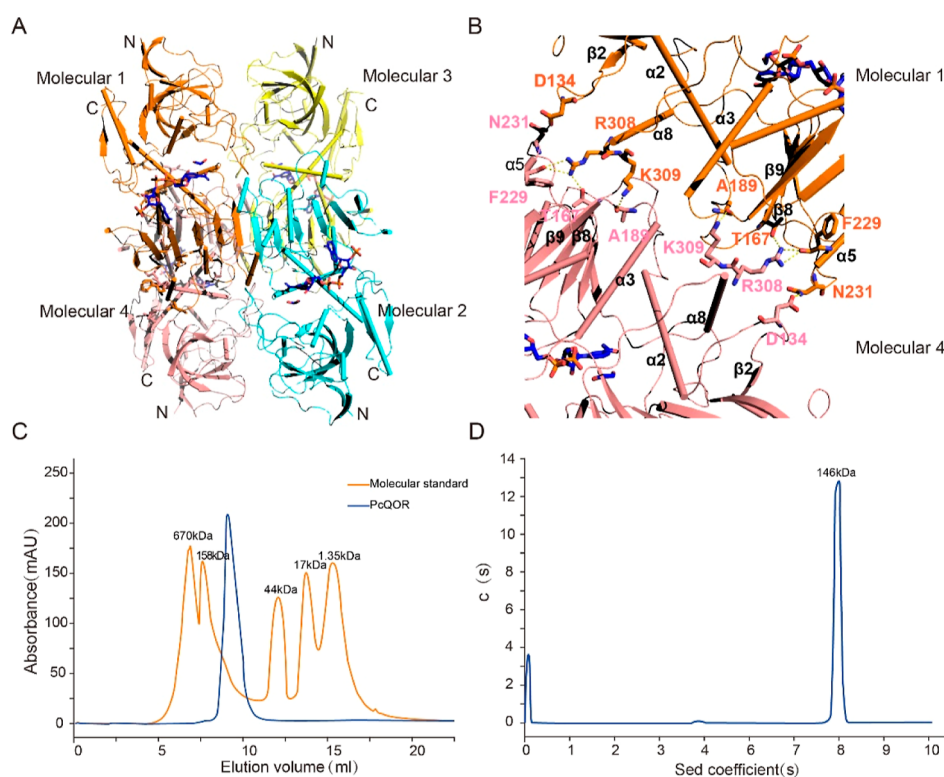 A
N
N
Molecular 1
Molecular 3
C
C
Molecular 4
Molecular 2
C
C
N
N
B
β2
α2
Molecular 1
D134
N231
R308
α8
α3
α5
K309
β9
A189
F229
T167
β8
F229
β9
β8
A189
K309
T167
α5
α3
R308
N231
α8
D134
Molecular 4
α2
β2
C
250
200
150
100
50
0
Absorbance(mAU)
Molecular standard
PcQOR
670kDa
158kDa
44kDa
17kDa
1.35kDa
0
5
10
15.00
Elution volume (ml)
D
14
12
10
8
6
4
2
0
c (s)
146kDa
0 1 2 3 4 5 6 7 8 9 10
Sed coefficient(s)